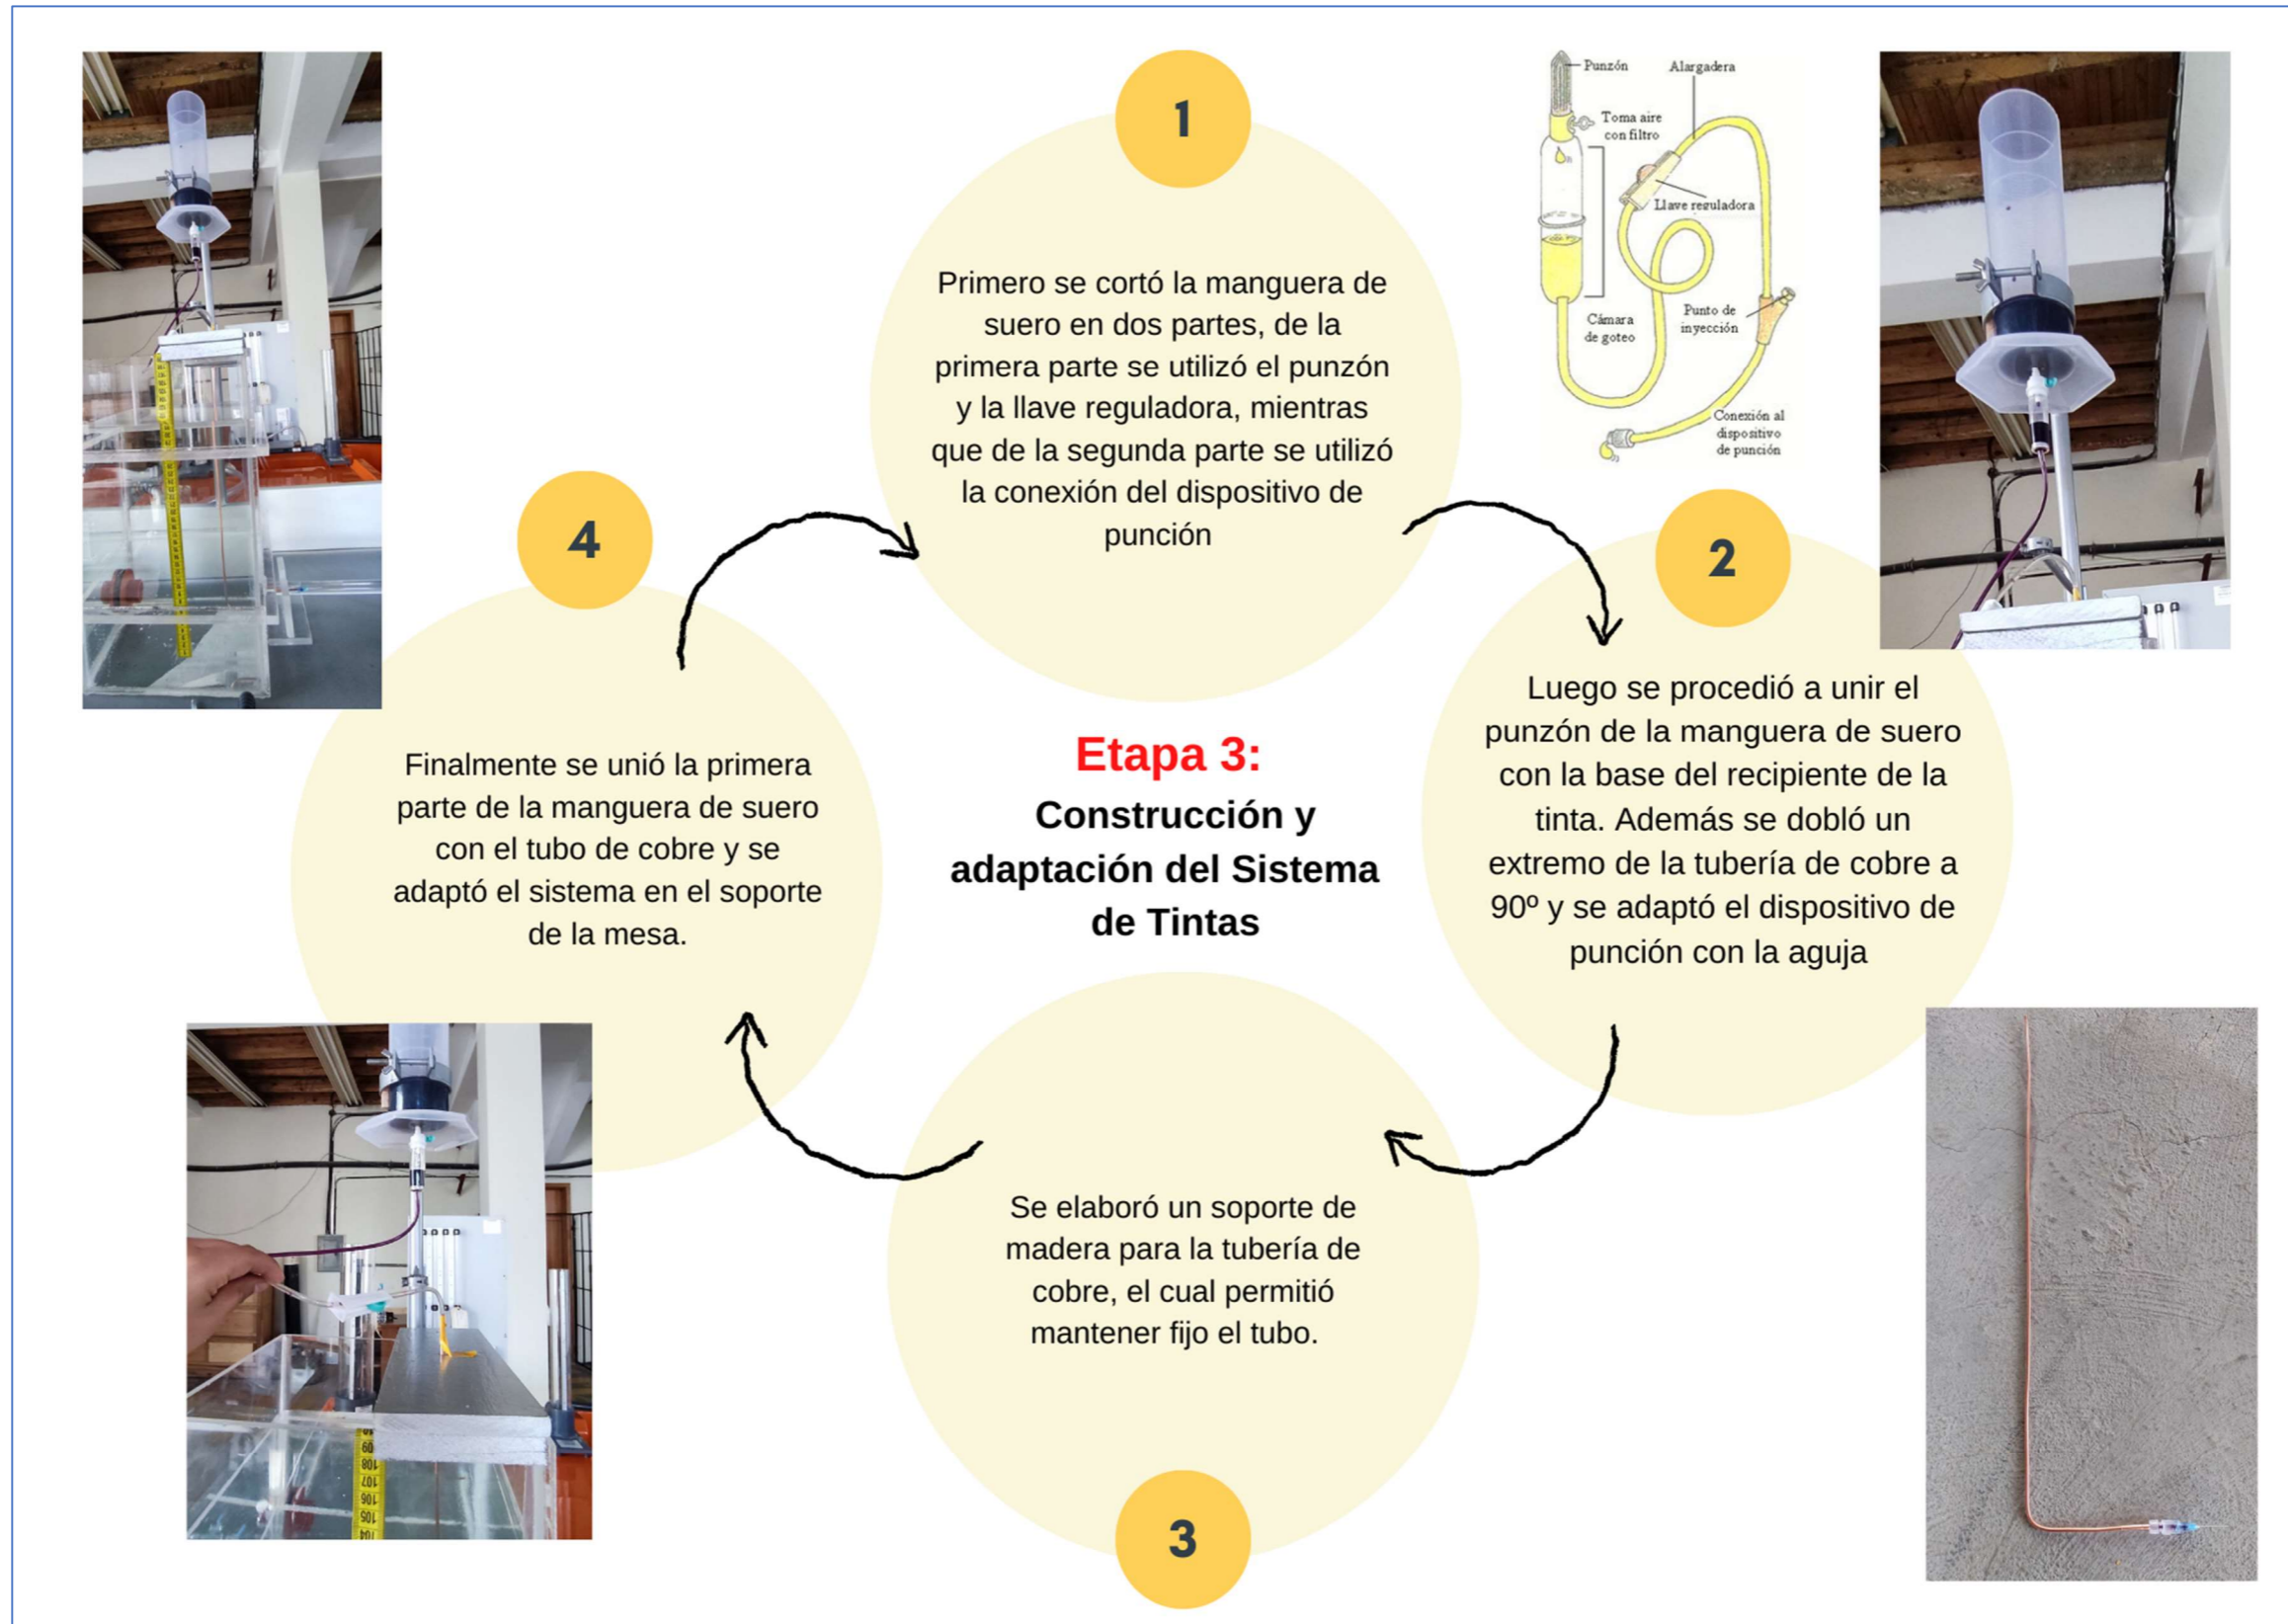 1
Primero se cortó la manguera de
suero en dos partes, de la
primera parte se utilizó el punzón
y la llave reguladora, mientras
que de la segunda parte se utilizó
la conexión del dispositivo de
punción
Punzón
Alargadera
Toma aire
con filtro
Llave reguladora
Cámara
de goteo
Punto de
inyección
Conexión al
dispositivo
de punción
2
Luego se procedió a unir el
punzón de la manguera de suero
con la base del recipiente de la
tinta. Además se dobló un
extremo de la tubería de cobre a
90º y se adaptó el dispositivo de
punción con la aguja
Etapa 3:
Construcción y
adaptación del Sistema
de Tintas
4
Finalmente se unió la primera
parte de la manguera de suero
con el tubo de cobre y se
adaptó el sistema en el soporte
de la mesa.
Se elaboró un soporte de
madera para la tubería de
cobre, el cual permitió
mantener fijo el tubo.
3
109
108
107
106
105
104